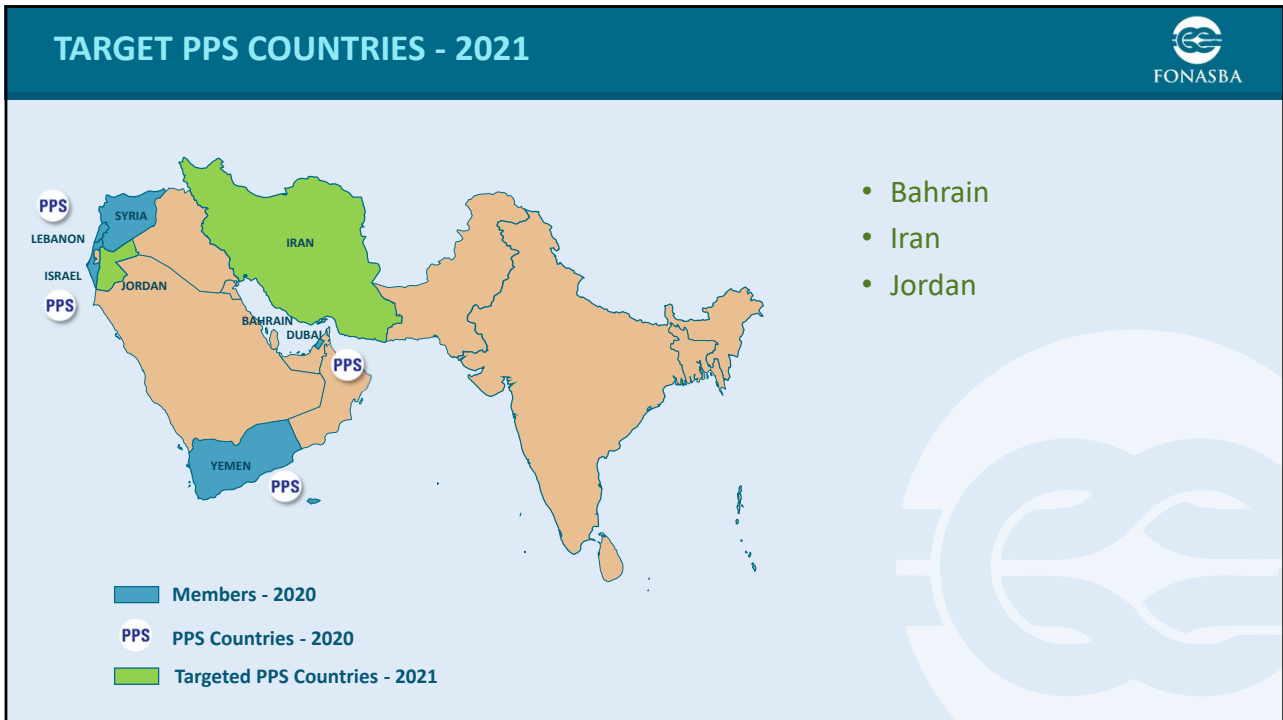 TARGET PPS COUNTRIES - 2021
FONASBA
PPS
SYRIA
LEBANON
IRAN
ISRAEL
JORDAN
PPS
BAHRAIN
DUBAI
PPS
YEMEN
PPS
• Bahrain
• Iran
• Jordan
Members - 2020
PPS PPS Countries - 2020
Targeted PPS Countries - 2021